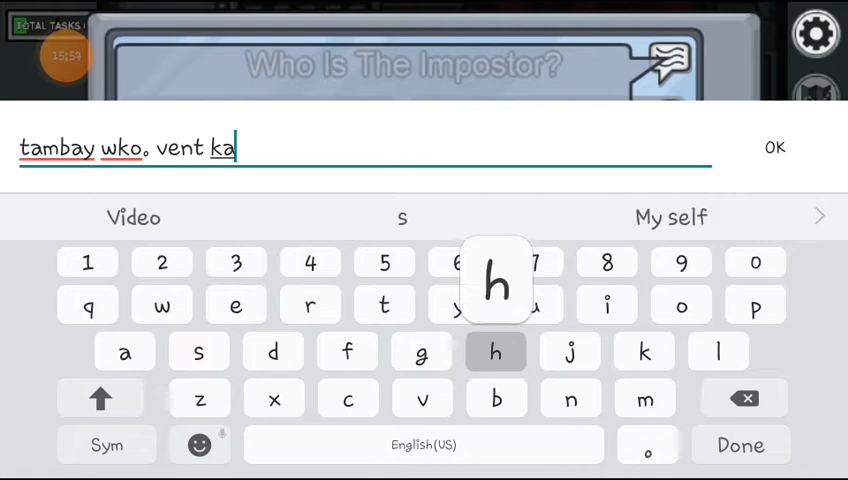 TOTAL TASKS
15:59
Who Is The Impostor?
tambay wko. vent ka
OK
Video s My self
1 2 3 4 5 6 7 8 9 0
q w e r t y u i o p
h
a s d f g h j k l
z x c v b n m
Sym English(US) . Done